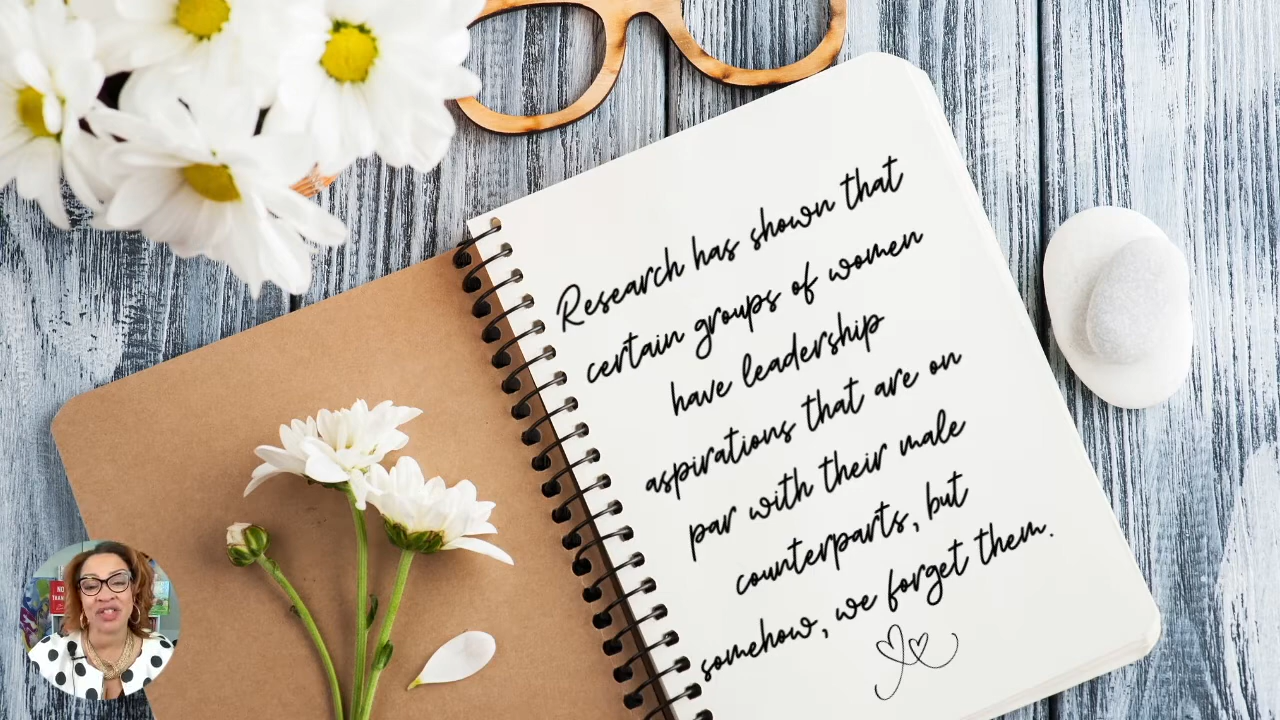 Research has shown that
certain groups of women
have leadership
aspirations that are on
par with their male
counterparts, but
somehow, we forget them.